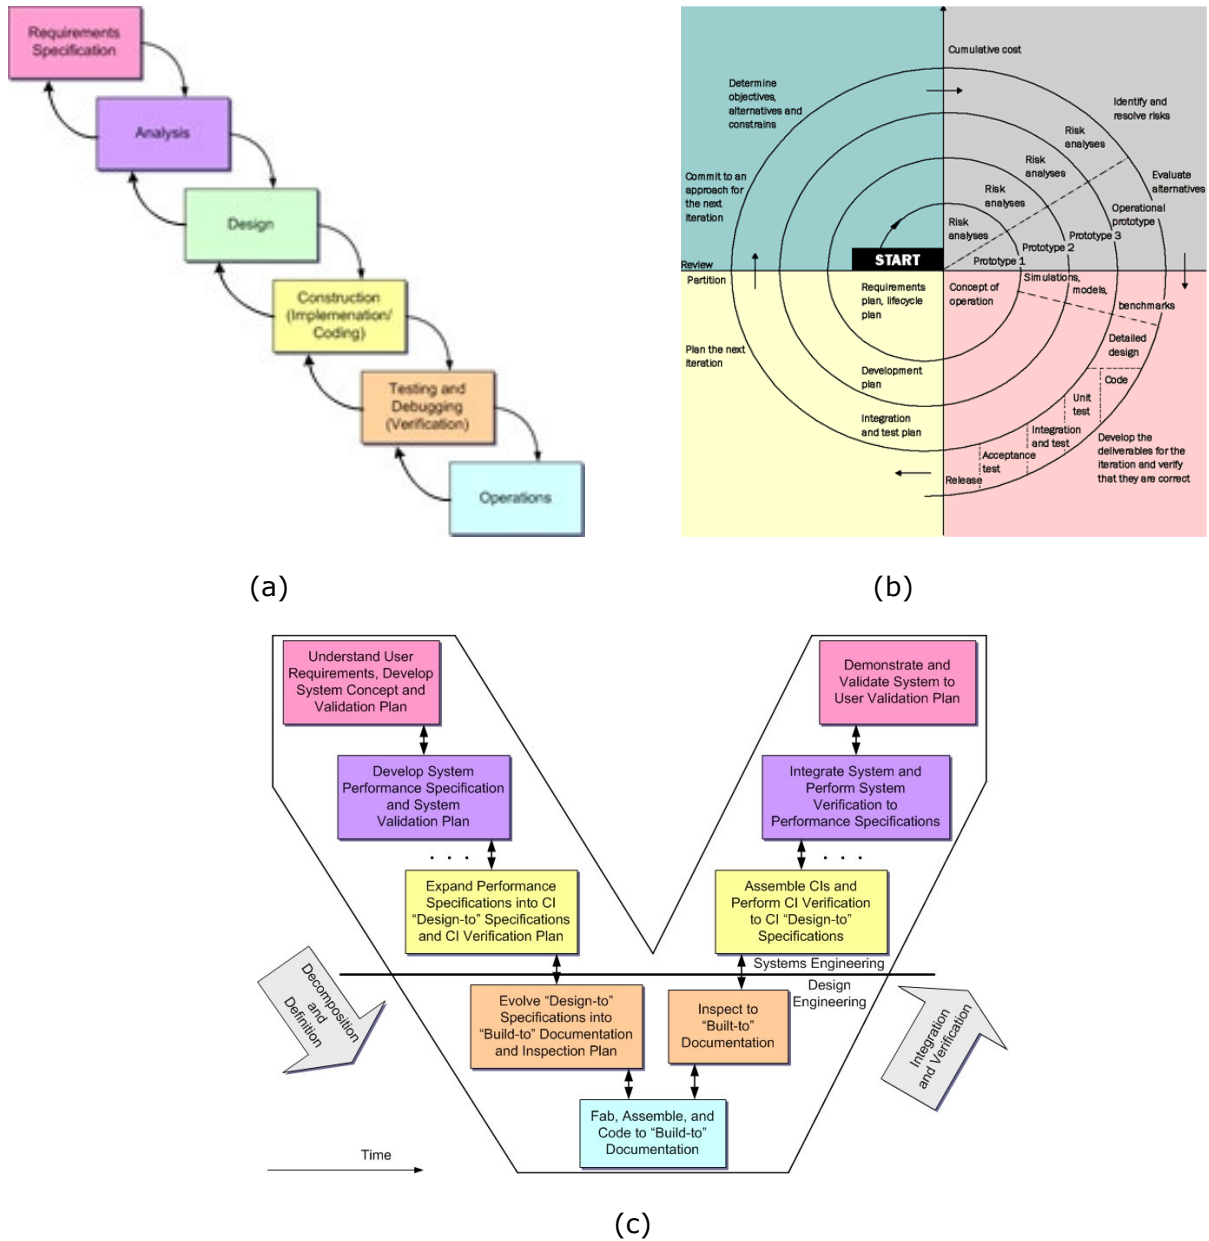 Requirements
Specification
Analysis
Design
Construction
(Implemenation/
Coding)
Testing and
Debugging
(Verification)
Operations
(a)
Cumulative cost
Determine
objectives,
alternatives and
constrains
Identify and
resolve risks
Risk
analyses
Risk
analyses
Risk
analyses
Risk
analyses
Commit to an
approach for
the next
iteration
Evaluate
alternatives
Operational
prototype
Prototype 3
Prototype 2
Prototype 1
START
Review
Partition
Requirements
plan, lifecycle
plan
Concept of
operation
Simulations,
models,
benchmarks
Plan the next
iteration
Detailed
design
Development
plan
Code
Unit
test
Integration
and test plan
Integration
and test
Acceptance
test
Release
Develop the
deliverables for the
iteration and verify
that they are correct
(b)
Understand User
Requirements, Develop
System Concept and
Validation Plan
Demonstrate and
Validate System to
User Validation Plan
Develop System
Performance Specification
and System
Validation Plan
Integrate System and
Perform System
Verification to
Performance Specifications
. . .
. . .
Expand Performance
Specifications into CI
“Design-to” Specifications
and CI Verification Plan
Assemble CIs and
Perform CI Verification
to CI “Design-to”
Specifications
Systems Engineering
Design
Engineering
Decomposition
and
Definition
Evolve “Design-to”
Specifications into
“Build-to” Documentation
and Inspection Plan
Inspect to
“Built-to”
Documentation
Integration
and Verification
Fab, Assemble, and
Code to “Build-to”
Documentation
Time
(c)